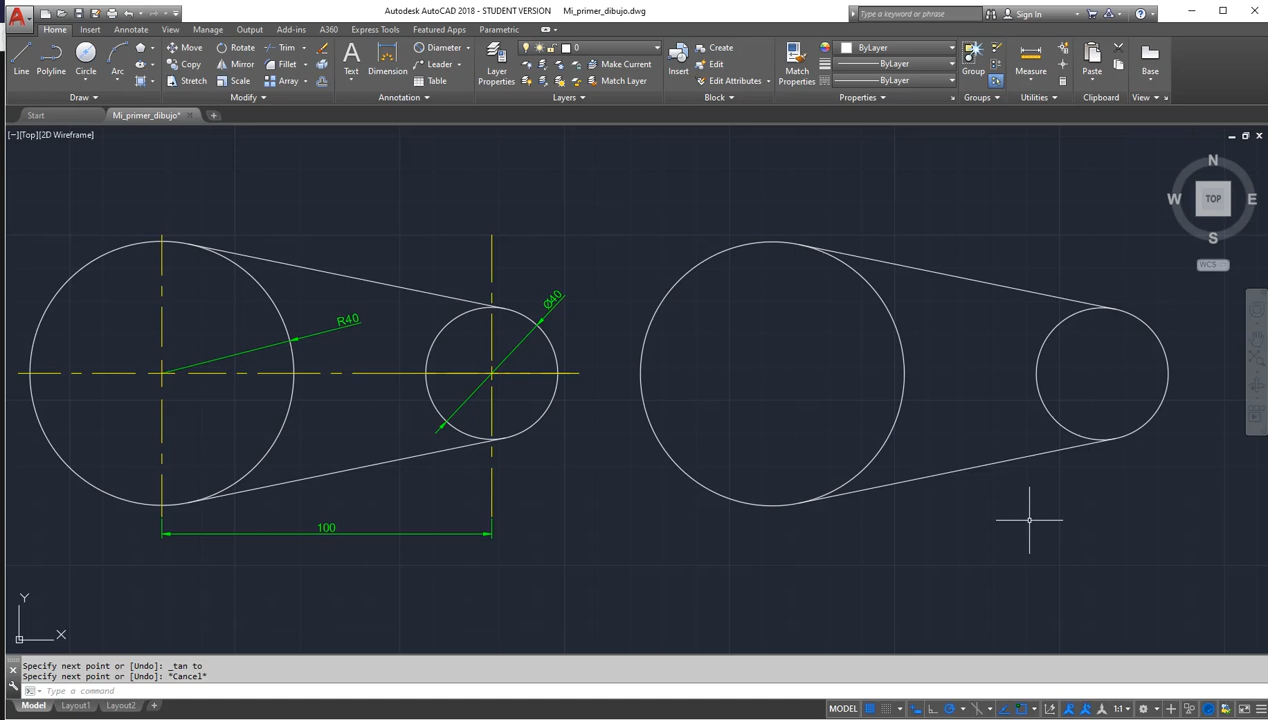 Autodesk AutoCAD 2018 - STUDENT VERSION Mi_primer_dibujo.dwg
Type a keyword or phrase
Sign In
Home Insert Annotate View Manage Output Add-ins A360 Express Tools Featured Apps Parametric
Line Polyline Circle Arc
Move Rotate Trim
Copy Mirror Fillet
Stretch Scale Array
Text Dimension
Diameter
Leader
Table
Layer Properties
0
Make Current
Match Layer
Insert
Create
Edit
Edit Attributes
Match Properties
ByLayer
ByLayer
ByLayer
Group
Measure
Paste
Base
Draw Modify Annotation Layers Block Properties Groups Utilities Clipboard View
Start Mi_primer_dibujo*
[−][Top][2D Wireframe]
N
W TOP E
S
WCS
R40
Ø40
100
Y
X
Specify next point or [Undo]: _tan to
Specify next point or [Undo]: *Cancel*
Type a command
Model Layout1 Layout2
MODEL
1:1